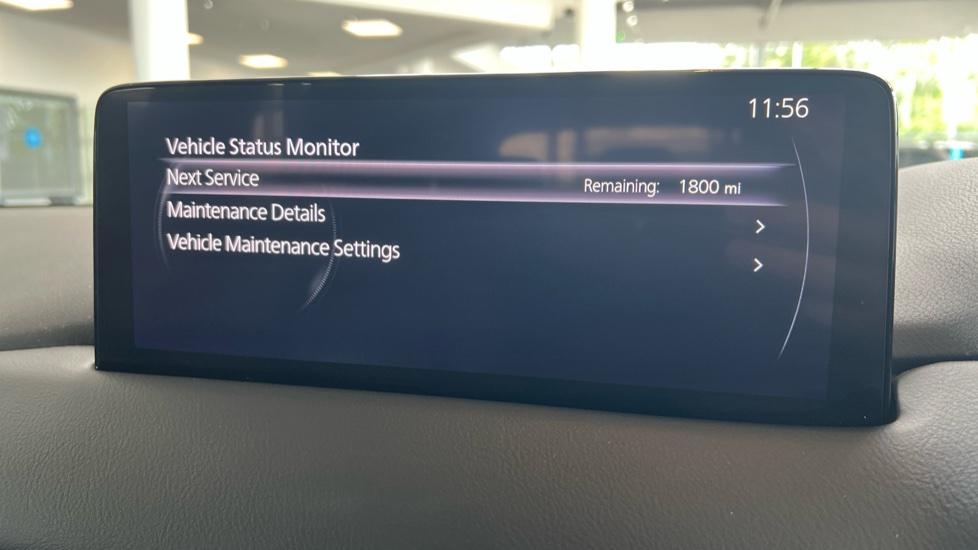 11:56
Vehicle Status Monitor
Next Service Remaining: 1800 mi
Maintenance Details
Vehicle Maintenance Settings